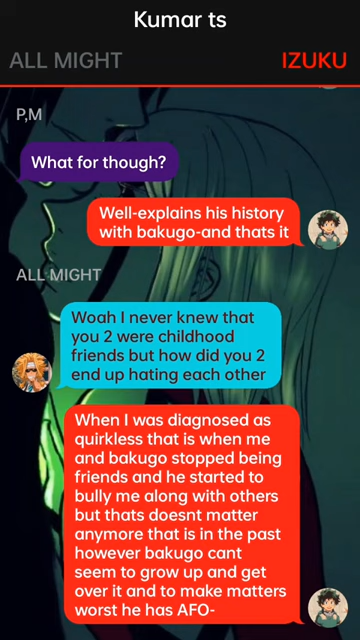 Kumar ts
ALL MIGHT
IZUKU
P,M
What for though?
Well-explains his history
with bakugo-and thats it
ALL MIGHT
Woah I never knew that
you 2 were childhood
friends but how did you 2
end up hating each other
When I was diagnosed as
quirkless that is when me
and bakugo stopped being
friends and he started to
bully me along with others
but thats doesnt matter
anymore that is in the past
however bakugo cant
seem to grow up and get
over it and to make matters
worst he has AFO-